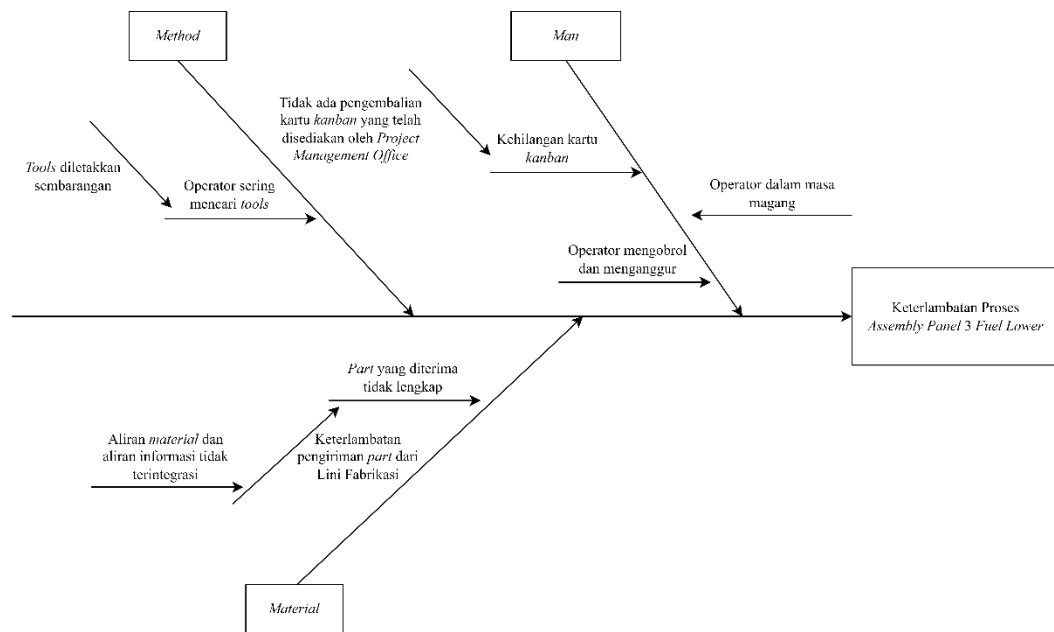 Method
Man
Tidak ada pengembalian
kartu kanban yang telah
disediakan oleh Project
Management Office
Kehilangan kartu
kanban
Tools diletakkan
sembarangan
Operator sering
mencari tools
Operator dalam masa
magang
Operator mengobrol
dan menganggur
Keterlambatan Proses
Assembly Panel 3 Fuel Lower
Part yang diterima
tidak lengkap
Aliran material dan
aliran informasi tidak
terintegrasi
Keterlambatan
pengiriman part dari
Lini Fabrikasi
Material